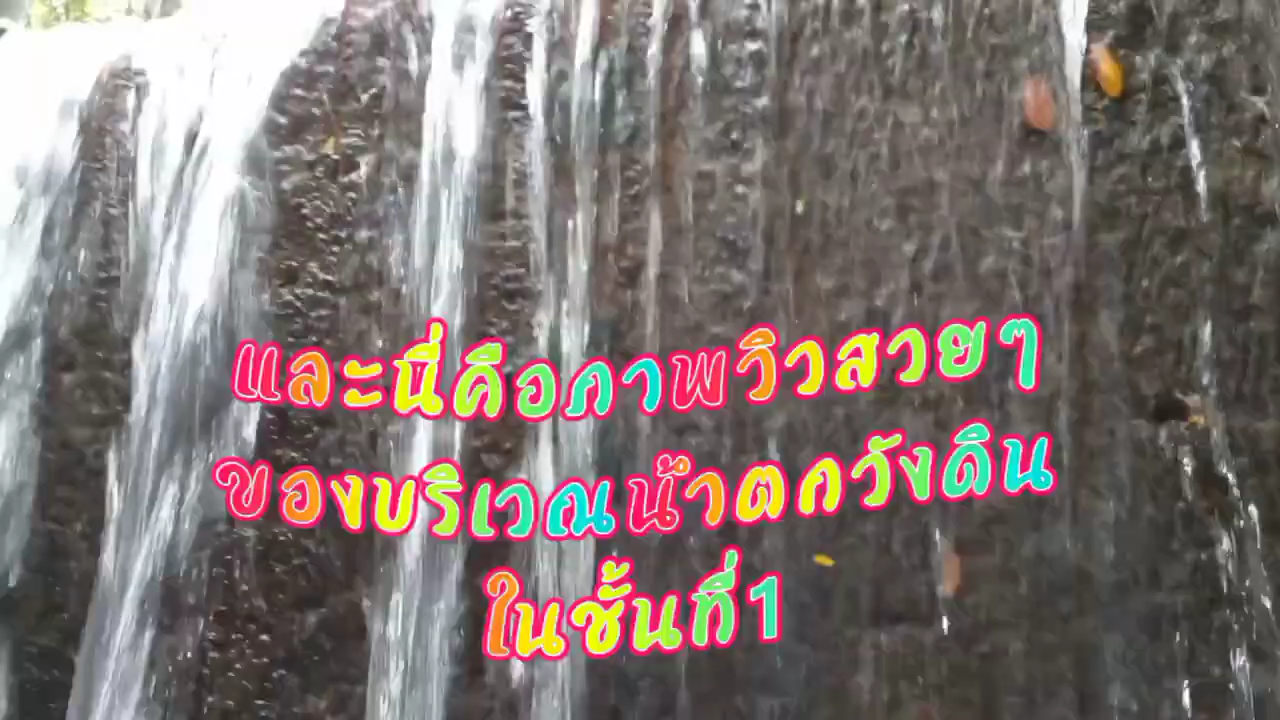 และนี่คือภาพวิวสวยๆ
ของบริเวณน้ำตกวังดิน
ในชั้นที่1